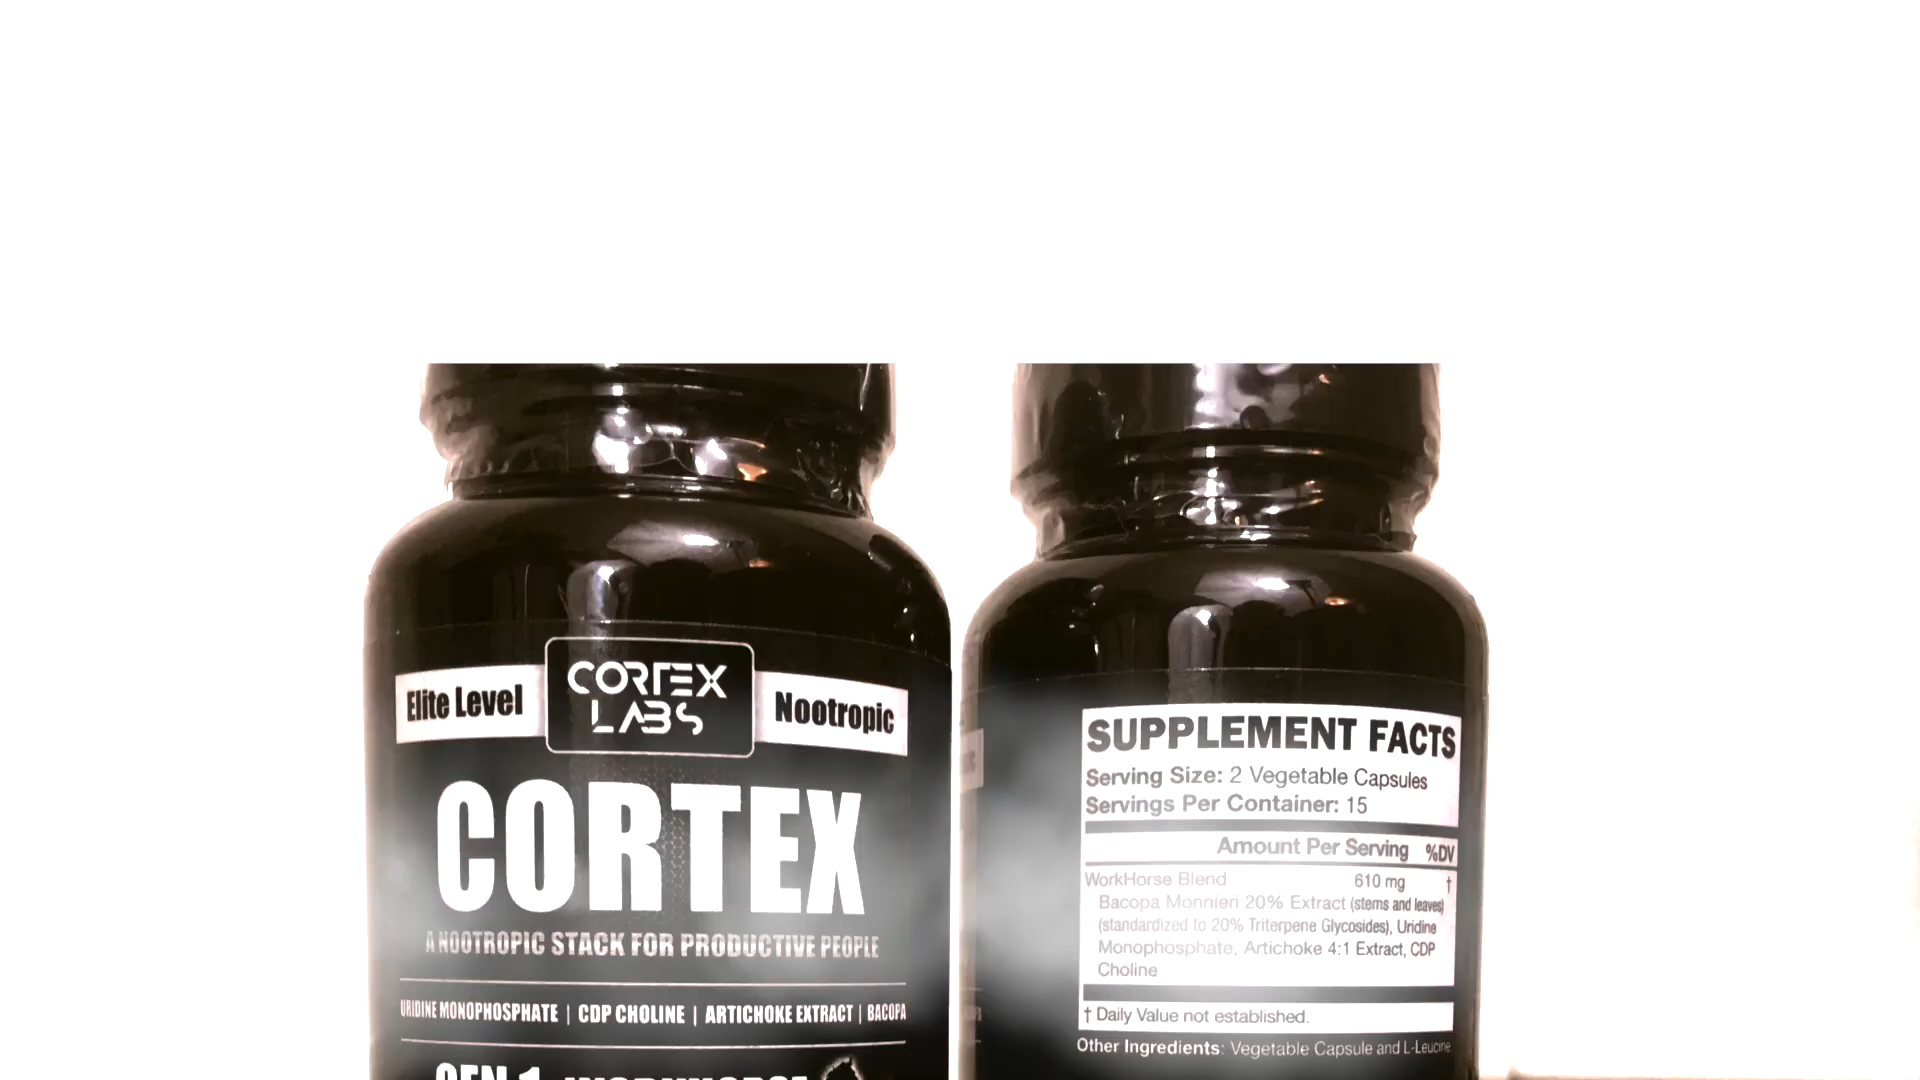 Elite Level
CORTEX
LABS
Nootropic
CORTEX
A NOOTROPIC STACK FOR PRODUCTIVE PEOPLE
URIDINE MONOPHOSPHATE | CDP CHOLINE | ARTICHOKE EXTRACT | BACOPA
SUPPLEMENT FACTS
Serving Size: 2 Vegetable Capsules
Servings Per Container: 15
Amount Per Serving %DV
WorkHorse Blend 610 mg †
Bacopa Monnieri 20% Extract (stems and leaves)
(standardized to 20% Triterpene Glycosides), Uridine
Monophosphate, Artichoke 4:1 Extract, CDP
Choline
† Daily Value not established.
Other Ingredients: Vegetable Capsule and L-Leucine